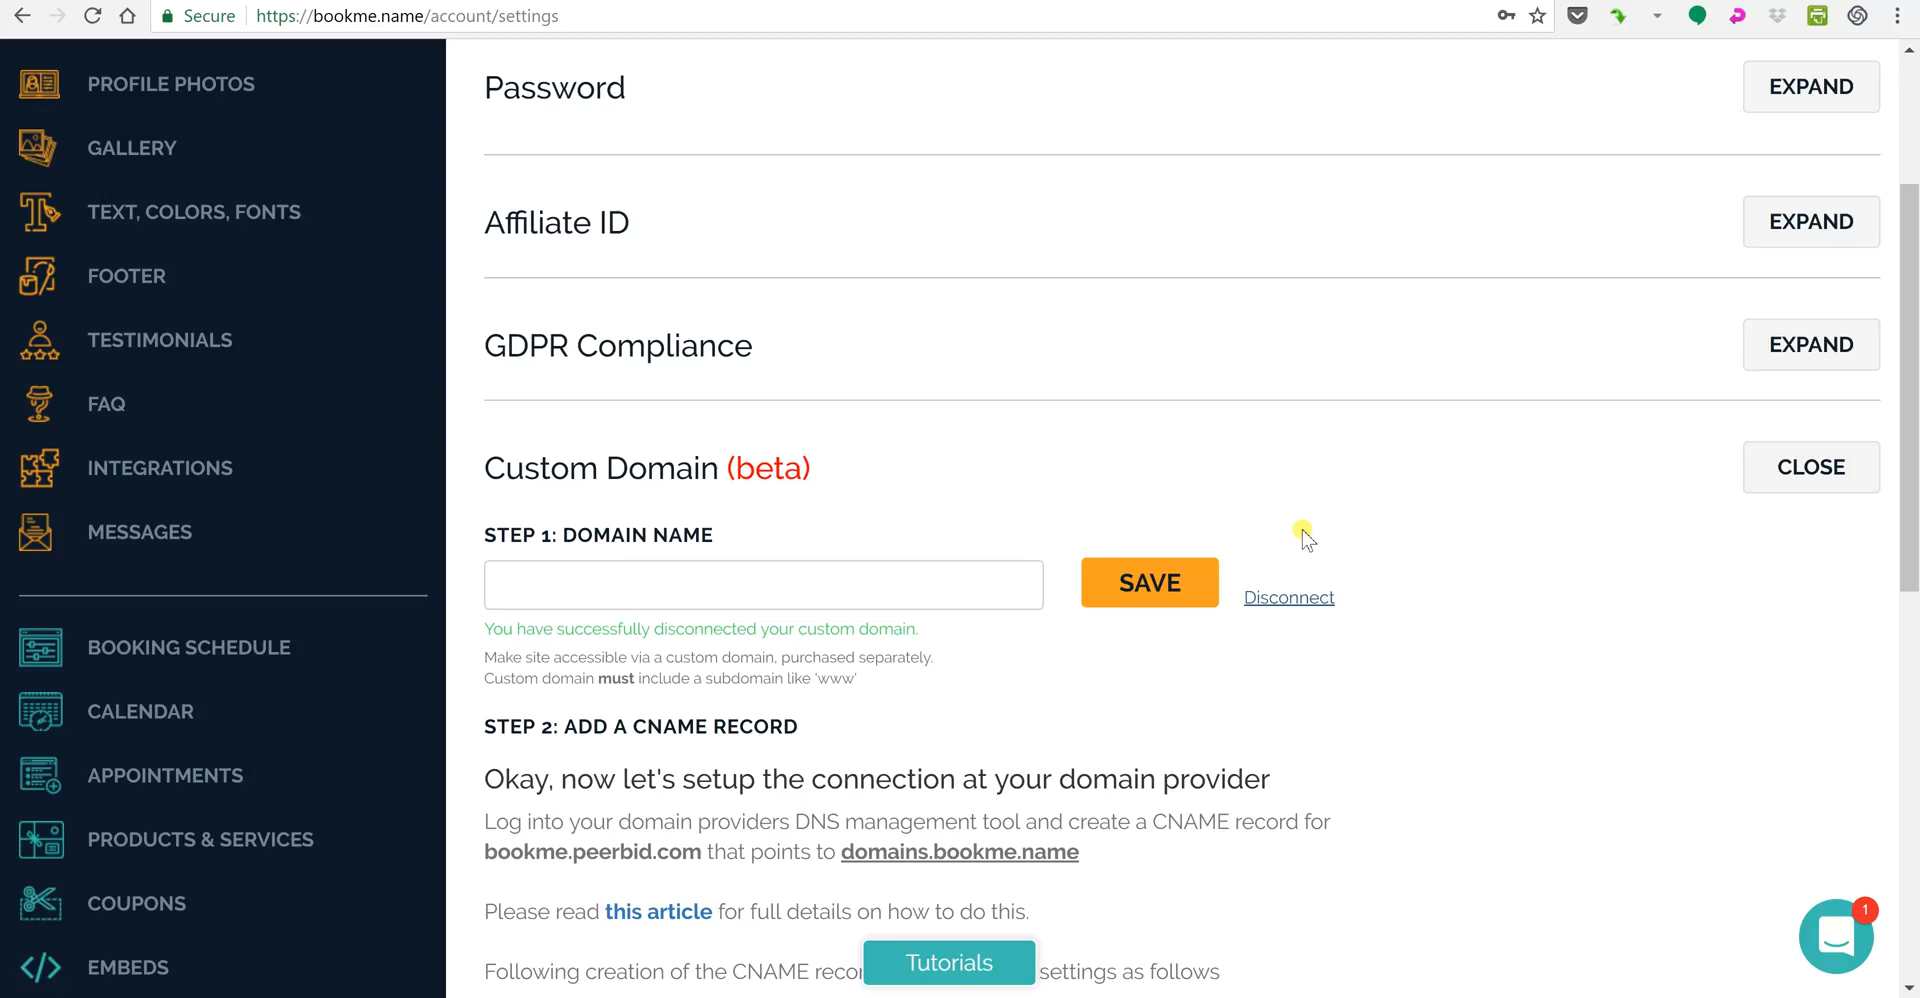 Secure
https://bookme.name/account/settings
PROFILE PHOTOS
GALLERY
TEXT, COLORS, FONTS
FOOTER
TESTIMONIALS
FAQ
INTEGRATIONS
MESSAGES
BOOKING SCHEDULE
CALENDAR
APPOINTMENTS
PRODUCTS & SERVICES
COUPONS
EMBEDS
Password
EXPAND
Affiliate ID
EXPAND
GDPR Compliance
EXPAND
Custom Domain (beta)
CLOSE
STEP 1: DOMAIN NAME
SAVE
Disconnect
You have successfully disconnected your custom domain.
Make site accessible via a custom domain, purchased separately.
Custom domain must include a subdomain like 'www'
STEP 2: ADD A CNAME RECORD
Okay, now let's setup the connection at your domain provider
Log into your domain providers DNS management tool and create a CNAME record for
bookme.peerbid.com that points to domains.bookme.name
Please read this article for full details on how to do this.
Following creation of the CNAME recor settings as follows
Tutorials
1